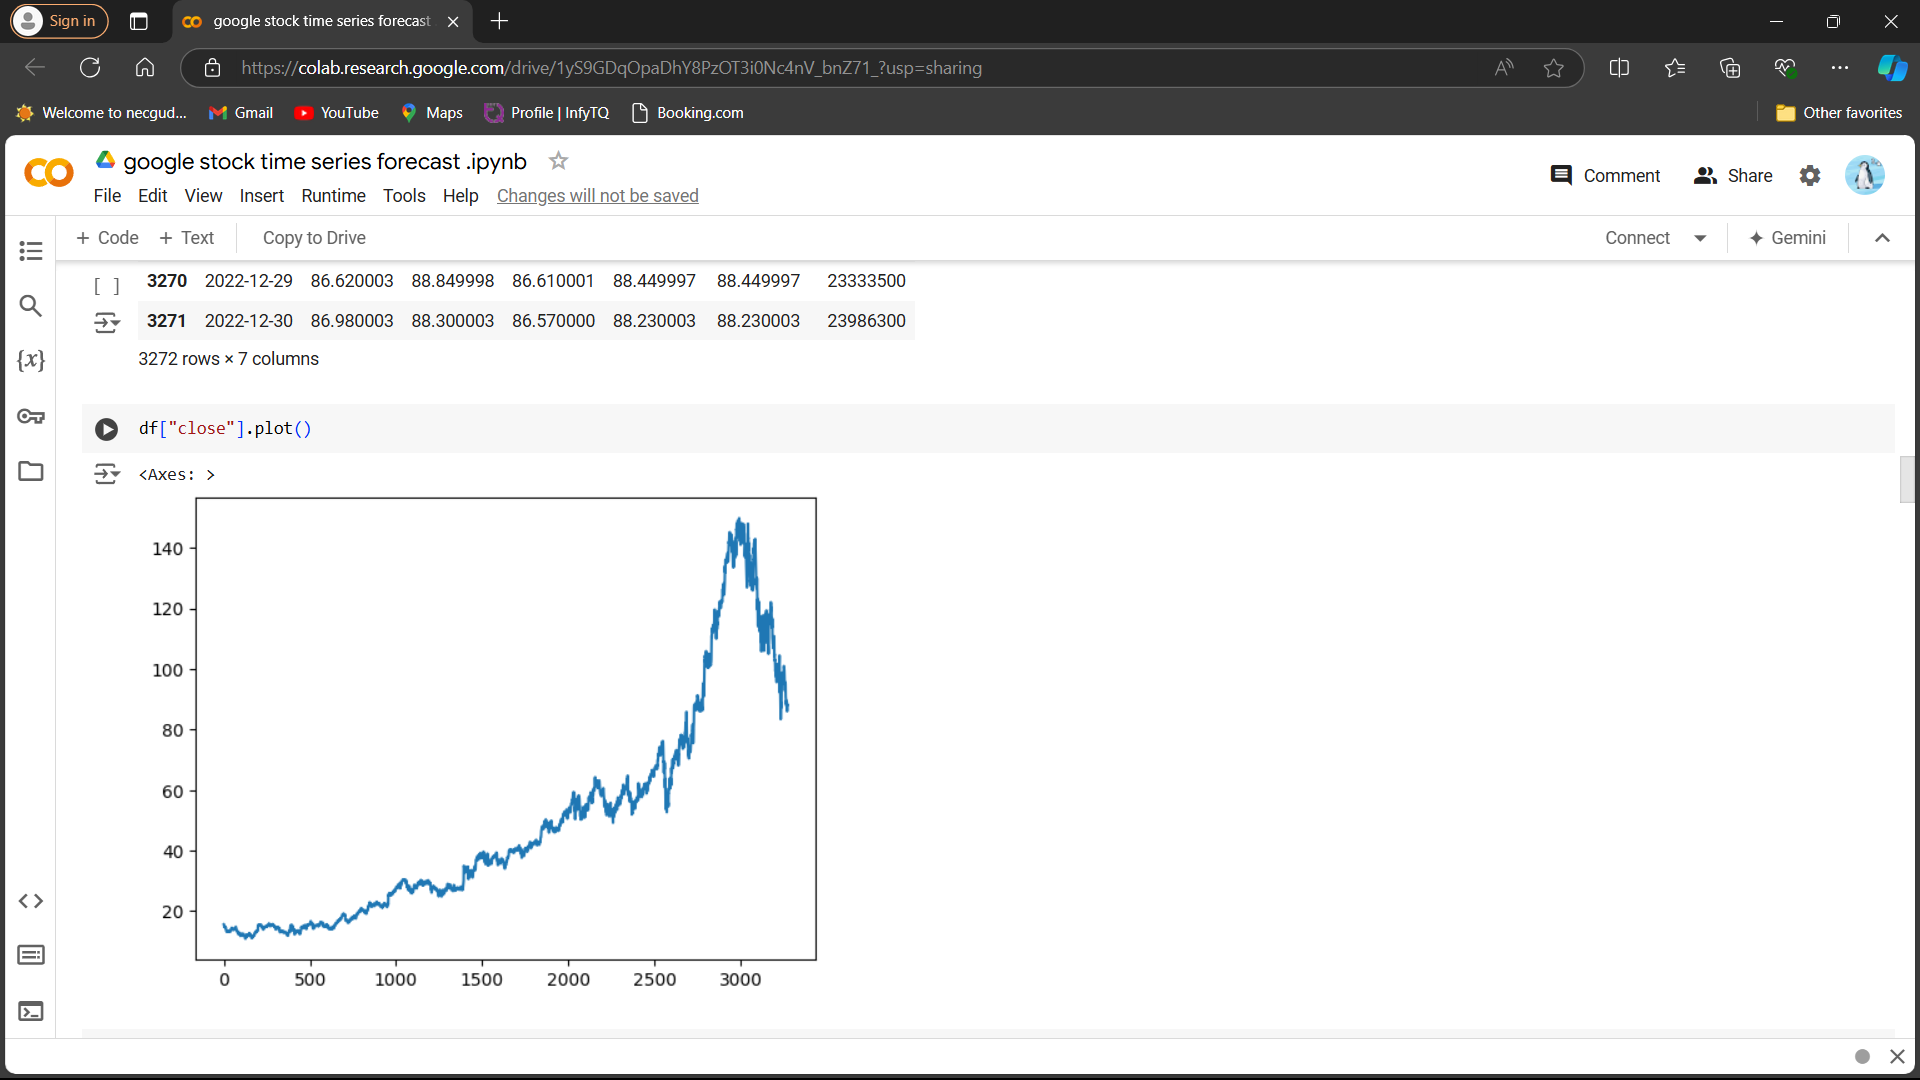 Sign in
google stock time series forecast
https://colab.research.google.com/drive/1yS9GDqOpaDhY8PzOT3i0Nc4nV_bnZ71_?usp=sharing
Welcome to necgud... Gmail YouTube Maps Profile | InfyTQ Booking.com Other favorites
google stock time series forecast .ipynb
Comment Share
File Edit View Insert Runtime Tools Help Changes will not be saved
+ Code + Text Copy to Drive Connect Gemini
[ ] 3270 2022-12-29 86.620003 88.849998 86.610001 88.449997 88.449997 23333500
3271 2022-12-30 86.980003 88.300003 86.570000 88.230003 88.230003 23986300
3272 rows × 7 columns
df["close"].plot()
<Axes: >
140
120
100
80
60
40
20
0 500 1000 1500 2000 2500 3000